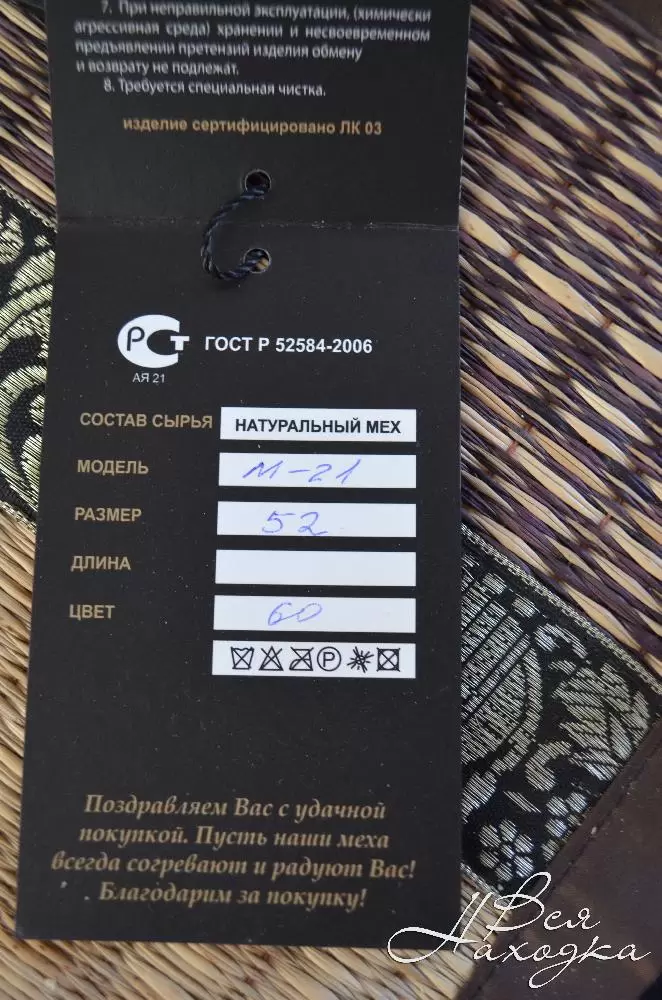 7. При неправильной эксплуатации, (химически
агрессивная среда) хранении и несвоевременном
предъявлении претензий изделия обмену
и возврату не подлежат.
8. Требуется специальная чистка.
изделие сертифицировано ЛК 03
РСТ ГОСТ Р 52584-2006
АЯ 21
СОСТАВ СЫРЬЯ НАТУРАЛЬНЫЙ МЕХ
МОДЕЛЬ М-21
РАЗМЕР 52
ДЛИНА
ЦВЕТ 60
P
Поздравляем Вас с удачной
покупкой. Пусть наши меха
всегда согревают и радуют Вас!
Благодарим за покупку!
Вся
Находка